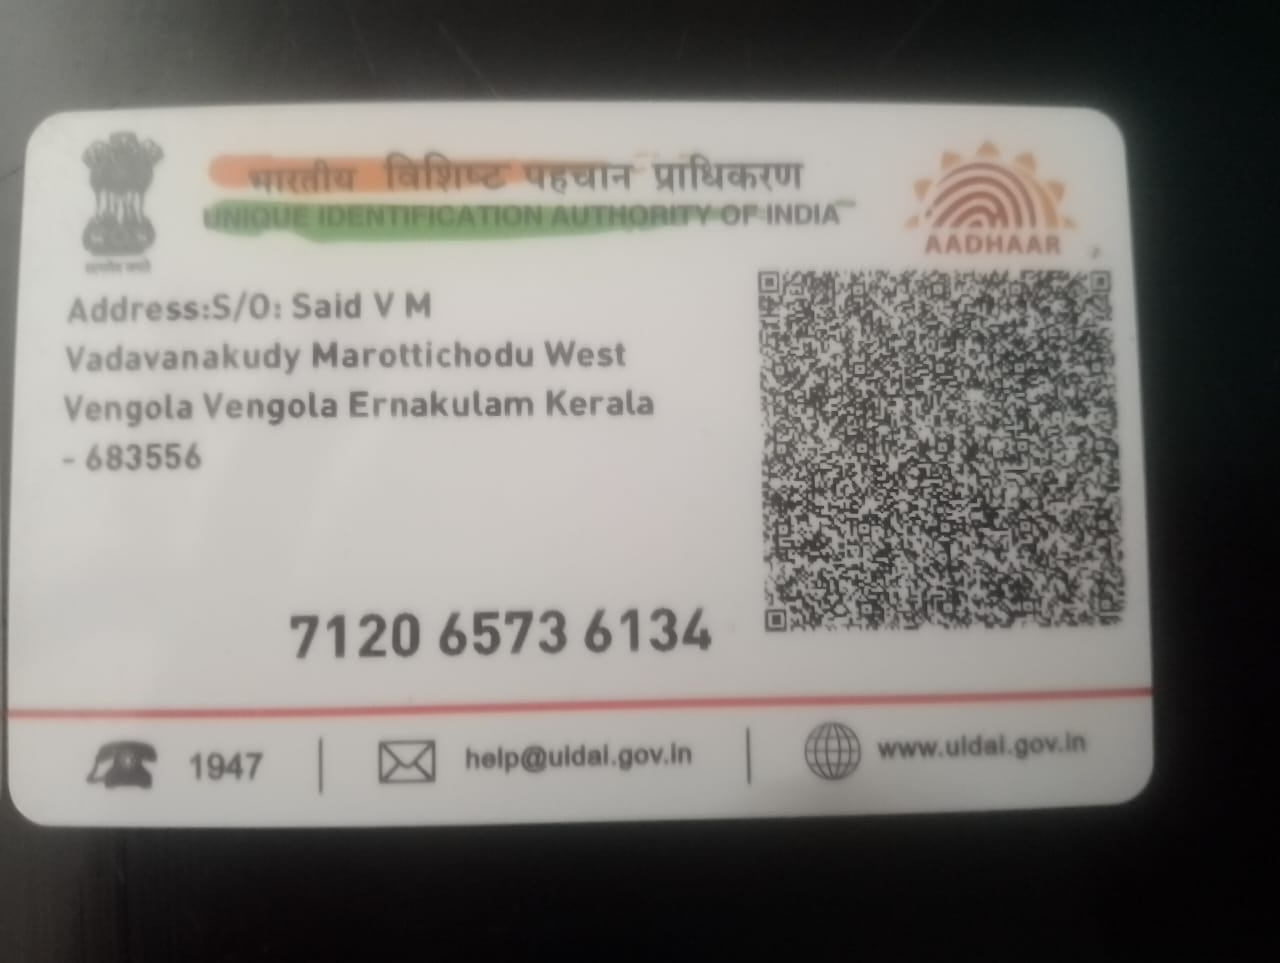 भारतीय विशिष्ट पहचान प्राधिकरण
UNIQUE IDENTIFICATION AUTHORITY OF INDIA
AADHAAR
सत्यमेव जयते
Address:S/O: Said V M
Vadavanakudy Marottichodu West
Vengola Vengola Ernakulam Kerala
- 683556
7120 6573 6134
1947
help@uidai.gov.in
www.uidai.gov.in